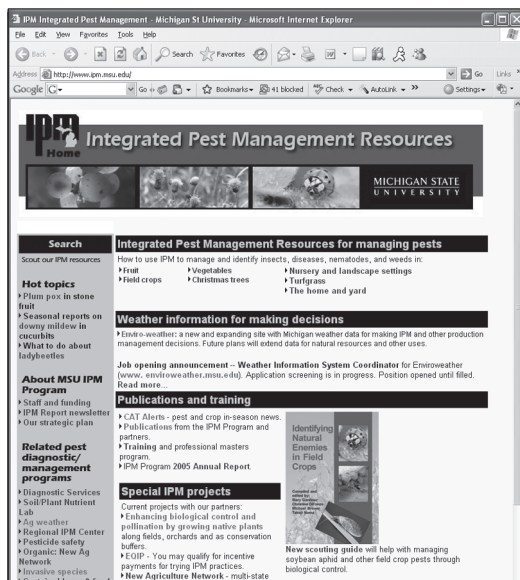 IPM Integrated Pest Management - Michigan St University - Microsoft Internet Explorer
File Edit View Favorites Tools Help
Back Search Favorites
Address http://www.ipm.msu.edu/ Go Links
Google G Go Bookmarks 41 blocked Check AutoLink >> Settings
IPM
Home
Integrated Pest Management Resources
MICHIGAN STATE
UNIVERSITY
Search
Scout our IPM resources
Hot topics
Plum pox in stone
fruit
Seasonal reports on
downy mildew in
cucurbits
What to do about
ladybeetles
About MSU IPM
Program
Staff and funding
IPM Report newsletter
Our strategic plan
Related pest
diagnostic/
management
programs
Diagnostic Services
Soil/Plant Nutrient
Lab
Ag weather
Regional IPM Center
Pesticide safety
Organic: New Ag
Network
Invasive species
Integrated Pest Management Resources for managing pests
How to use IPM to manage and identify insects, diseases, nematodes, and weeds in:
Fruit Vegetables Nursery and landscape settings
Field crops Christmas trees Turfgrass
The home and yard
Weather information for making decisions
Enviro-weather: a new and expanding site with Michigan weather data for making IPM and other production
management decisions. Future plans will extend data for natural resources and other uses.
Job opening announcement -- Weather Information System Coordinator for Enviroweather
(www. enviroweather.msu.edu). Application screening is in progress. Position opened until filled.
Read more...
Publications and training
CAT Alerts - pest and crop in-season news.
Publications from the IPM Program and
partners.
Training and professional masters
program.
IPM Program 2005 Annual Report.
Special IPM projects
Current projects with our partners:
Enhancing biological control and
pollination by growing native plants
along fields, orchards and as conservation
buffers.
EQIP - You may qualify for incentive
payments for trying IPM practices.
New Agriculture Network - multi-state
Identifying
Natural
Enemies
in Field
Crops
New scouting guide will help with managing
soybean aphid and other field crop pests through
biological control.